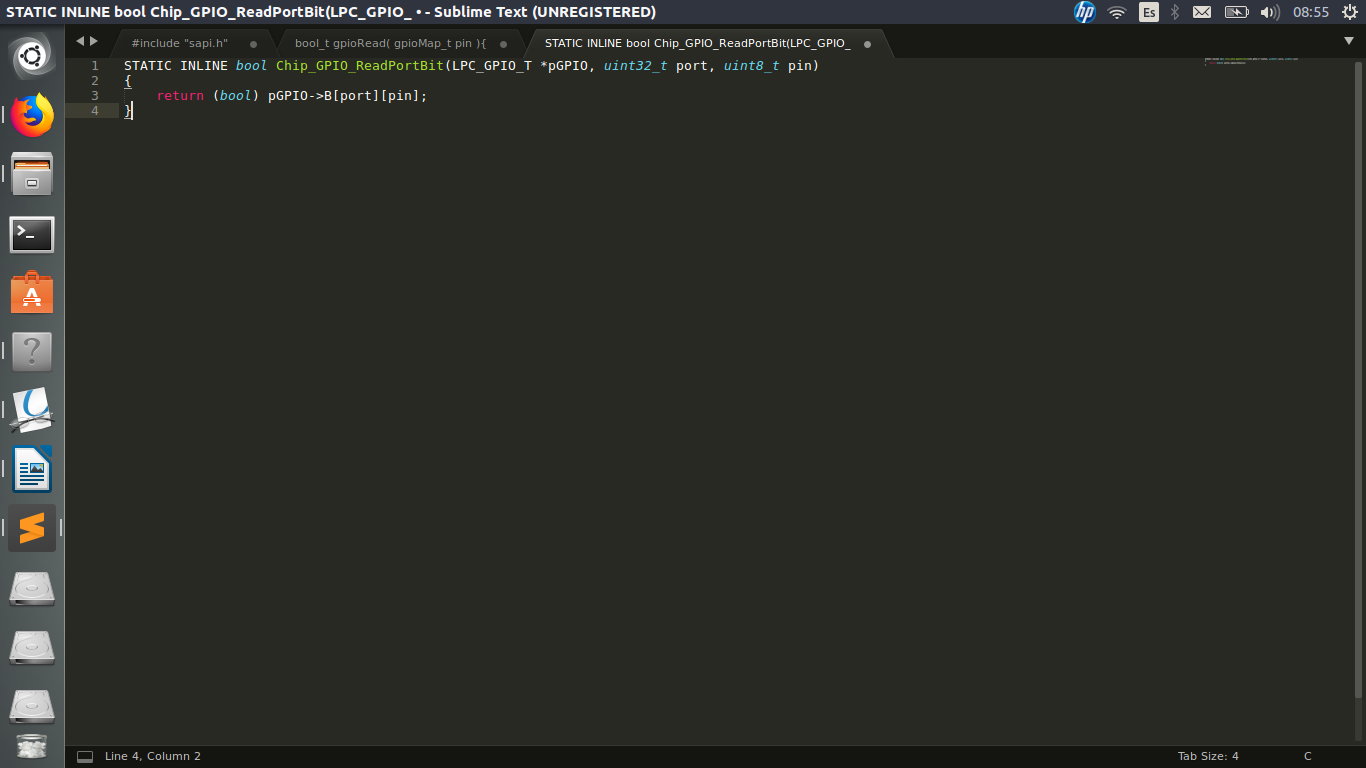 STATIC INLINE bool Chip_GPIO_ReadPortBit(LPC_GPIO_ • - Sublime Text (UNREGISTERED)
hp Es 08:55
#include "sapi.h" bool_t gpioRead( gpioMap_t pin ){ STATIC INLINE bool Chip_GPIO_ReadPortBit(LPC_GPIO_
1 STATIC INLINE bool Chip_GPIO_ReadPortBit(LPC_GPIO_T *pGPIO, uint32_t port, uint8_t pin)
2 {
3     return (bool) pGPIO->B[port][pin];
4 }
Line 4, Column 2
Tab Size: 4 C